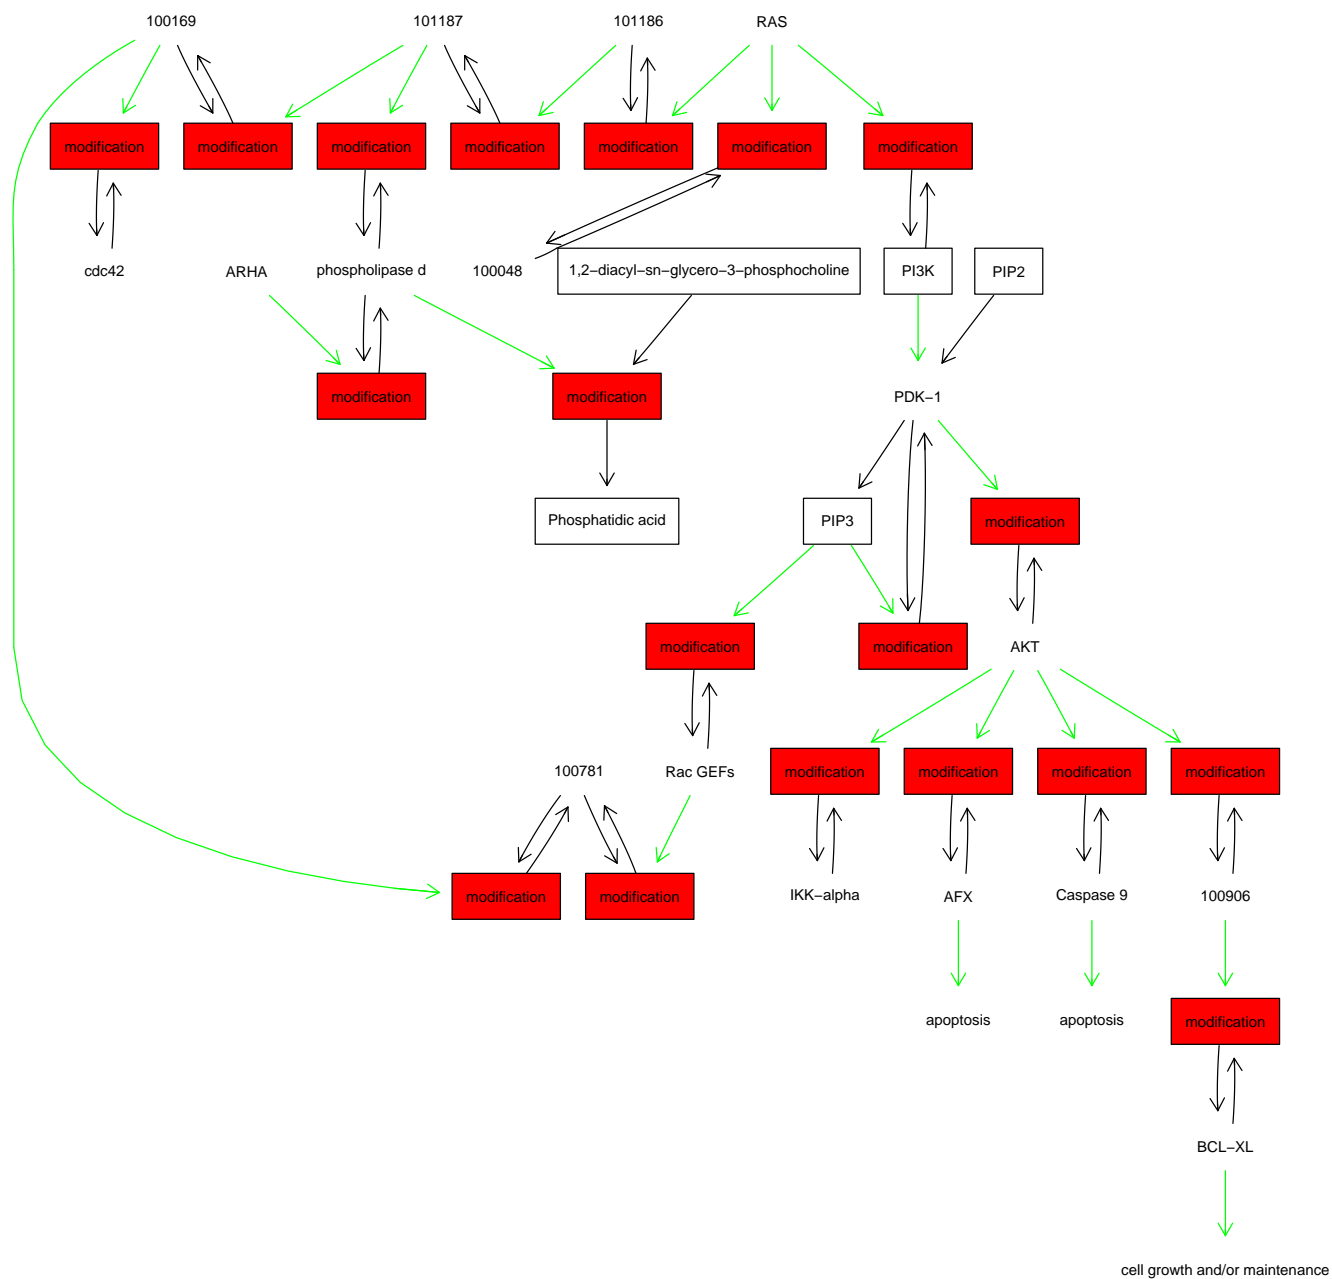 100169
101187
101186
RAS
modification
modification
modification
modification
modification
modification
modification
cdc42
ARHA
phospholipase d
100048
1,2−diacyl−sn−glycero−3−phosphocholine
PI3K
PIP2
modification
modification
PDK−1
Phosphatidic acid
PIP3
modification
modification
modification
AKT
100781
Rac GEFs
modification
modification
modification
modification
modification
modification
IKK−alpha
AFX
Caspase 9
100906
apoptosis
apoptosis
modification
BCL−XL
cell growth and/or maintenance